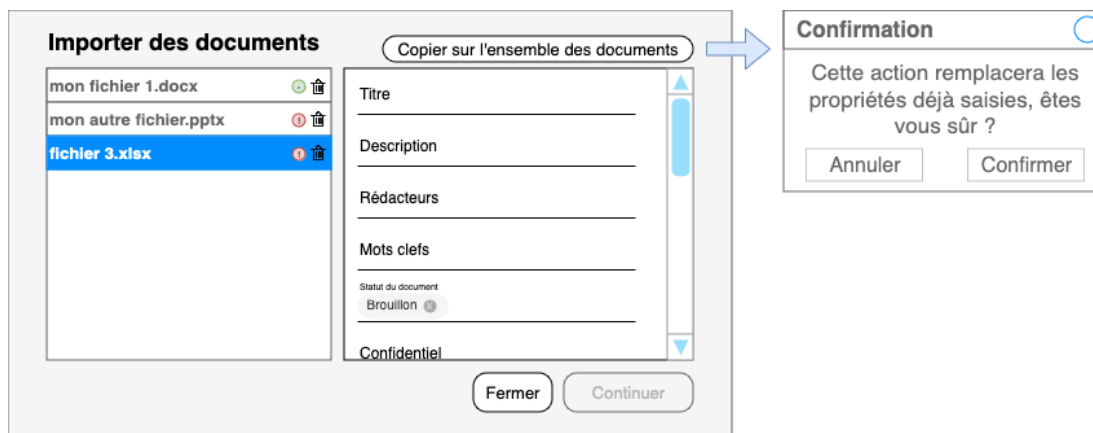 Importer des documents
Copier sur l'ensemble des documents
mon fichier 1.docx
mon autre fichier.pptx
fichier 3.xlsx
Titre
Description
Rédacteurs
Mots clefs
Statut du document
Brouillon
Confidentiel
Fermer
Continuer
Confirmation
Cette action remplacera les
propriétés déjà saisies, êtes
vous sûr ?
Annuler
Confirmer